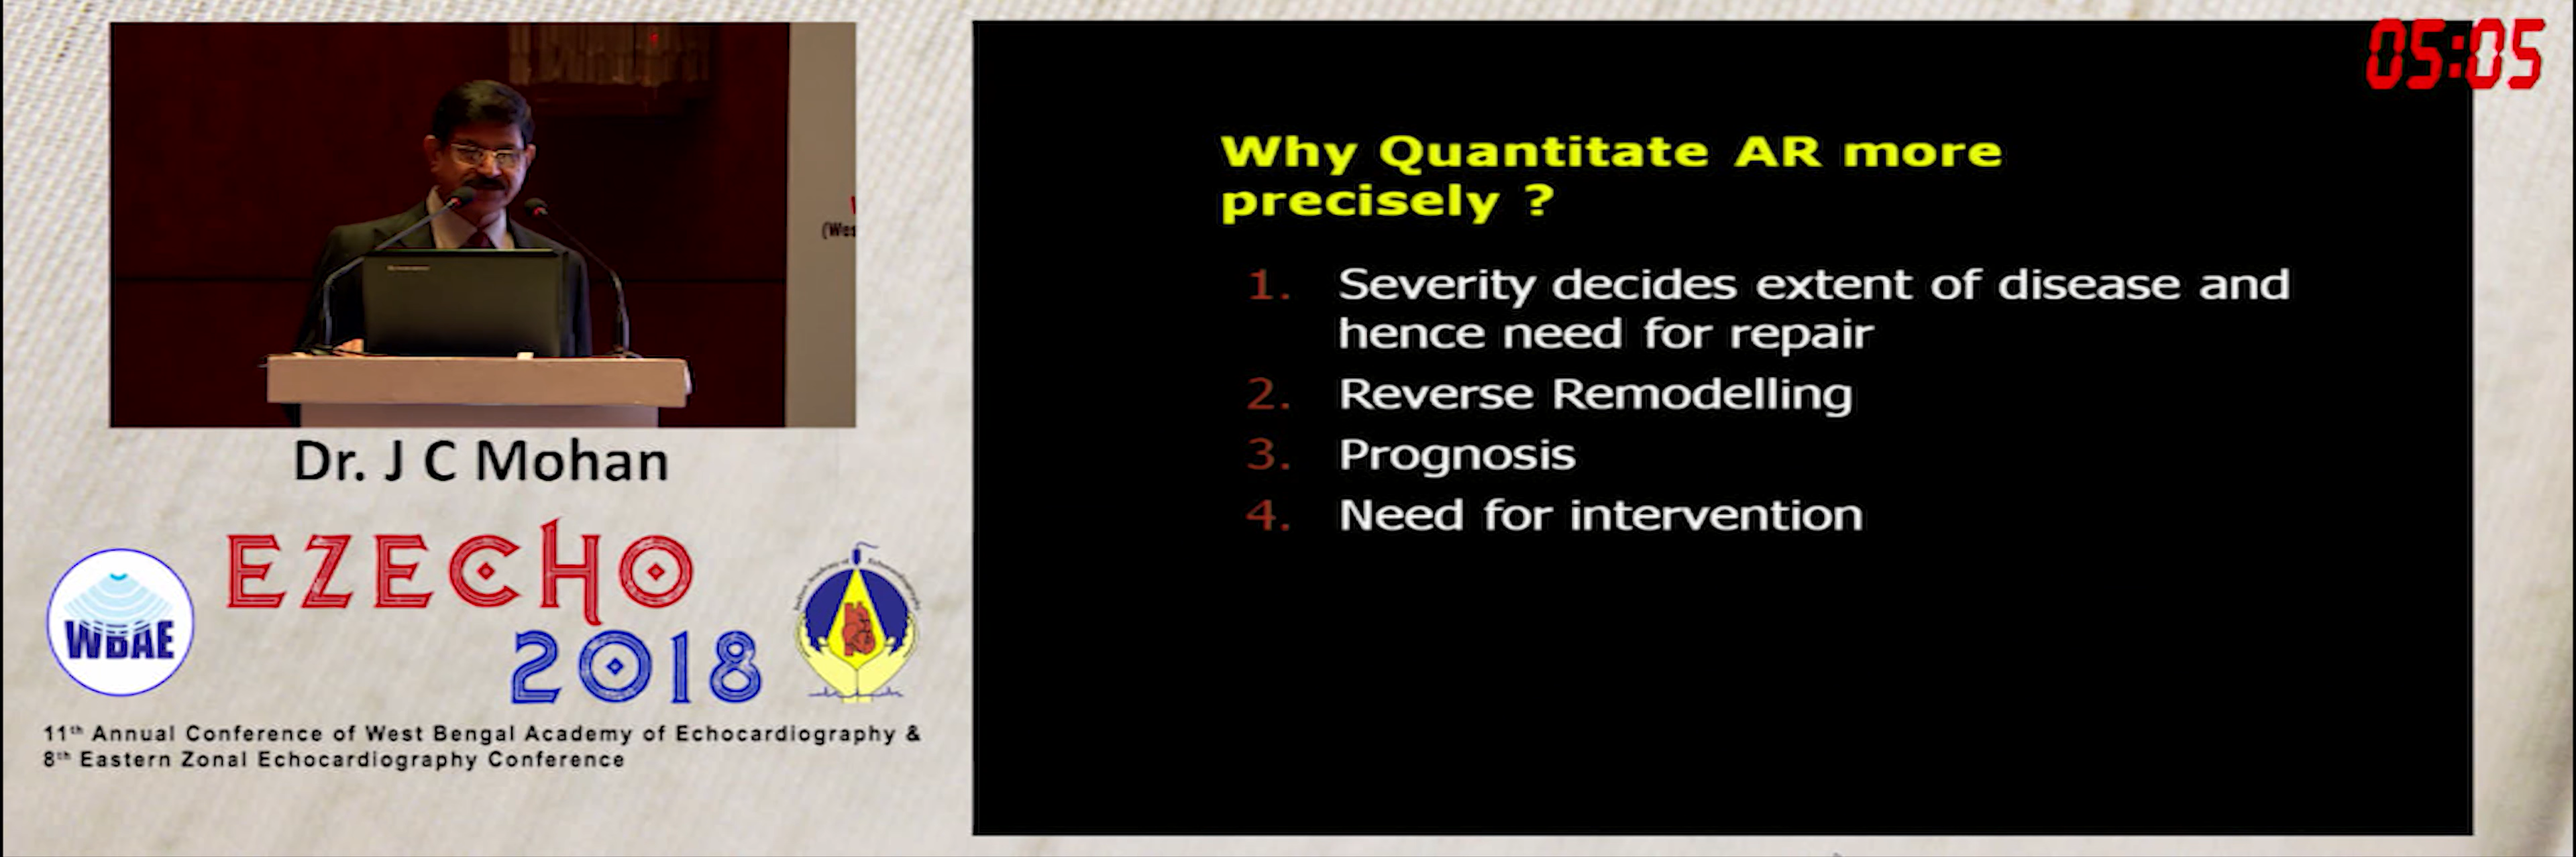 05:05
(Wes
Dr. J C Mohan
EZECHO
2018
WBAE
11th Annual Conference of West Bengal Academy of Echocardiography &
8th Eastern Zonal Echocardiography Conference
Why Quantitate AR more
precisely ?
1. Severity decides extent of disease and
hence need for repair
2. Reverse Remodelling
3. Prognosis
4. Need for intervention